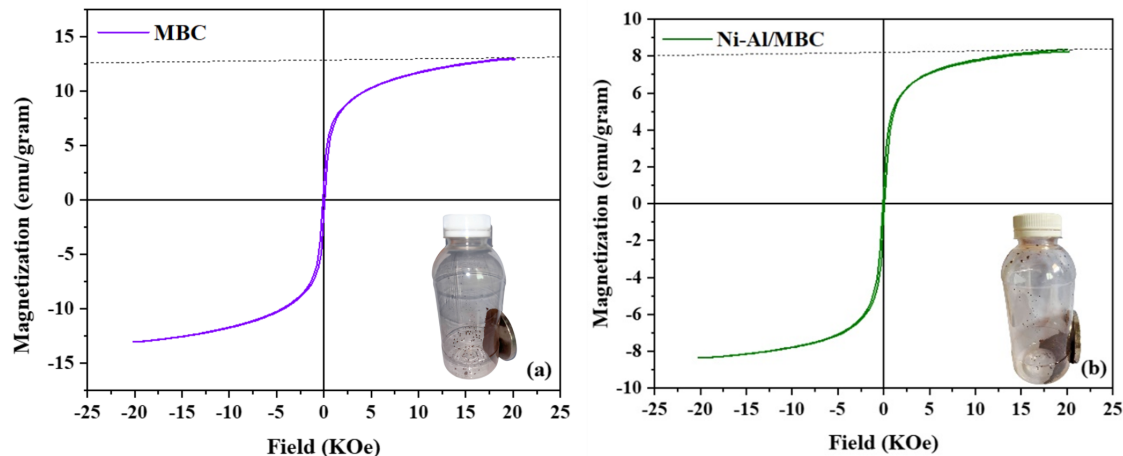 MBC
Magnetization (emu/gram)
15
10
5
0
-5
-10
-15
-25 -20 -15 -10 -5 0 5 10 15 20 25
Field (KOe)
(a)
Ni-Al/MBC
Magnetization (emu/gram)
10
8
6
4
2
0
-2
-4
-6
-8
-10
-25 -20 -15 -10 -5 0 5 10 15 20 25
Field (KOe)
(b)